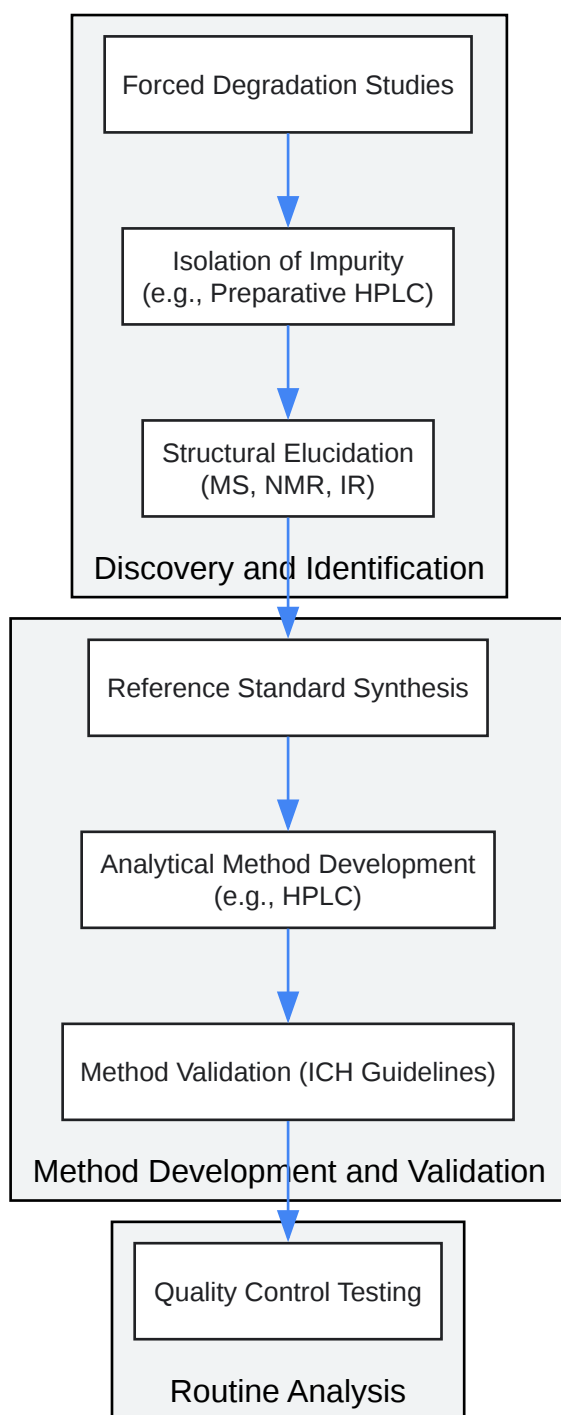 Forced Degradation Studies
Isolation of Impurity
(e.g., Preparative HPLC)
Structural Elucidation
(MS, NMR, IR)
Discovery and Identification
Reference Standard Synthesis
Analytical Method Development
(e.g., HPLC)
Method Validation (ICH Guidelines)
Method Development and Validation
Quality Control Testing
Routine Analysis